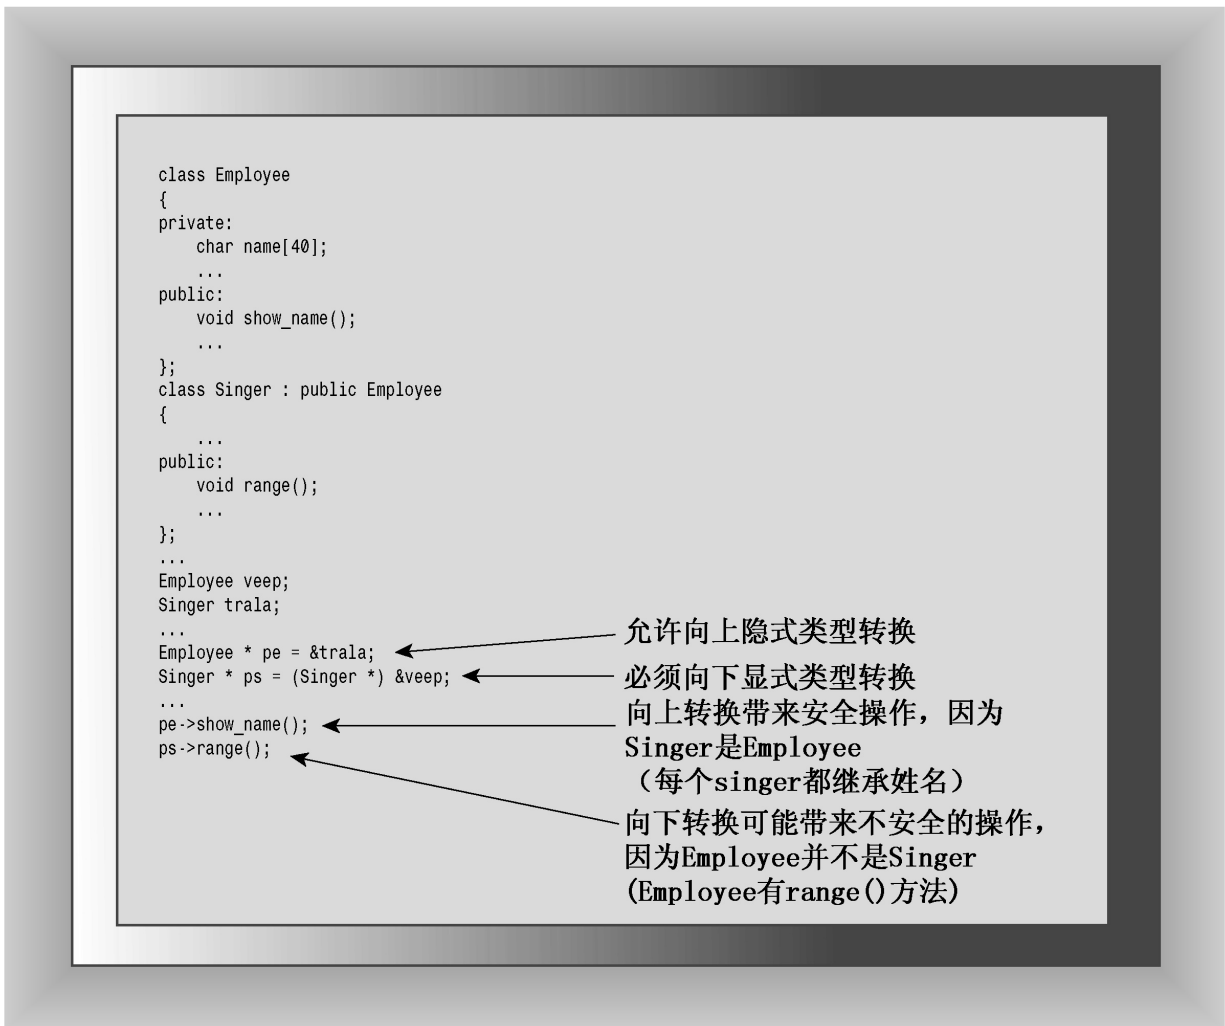 class Employee
{
private:
    char name[40];
    ...
public:
    void show_name();
    ...
};
class Singer : public Employee
{
    ...
public:
    void range();
    ...
};
...
Employee veep;
Singer trala;
...
Employee * pe = &trala;
Singer * ps = (Singer *) &veep;
...
pe->show_name();
ps->range();
允许向上隐式类型转换
必须向下显式类型转换
向上转换带来安全操作，因为
Singer是Employee
（每个singer都继承姓名）
向下转换可能带来不安全的操作，
因为Employee并不是Singer
(Employee有range()方法)